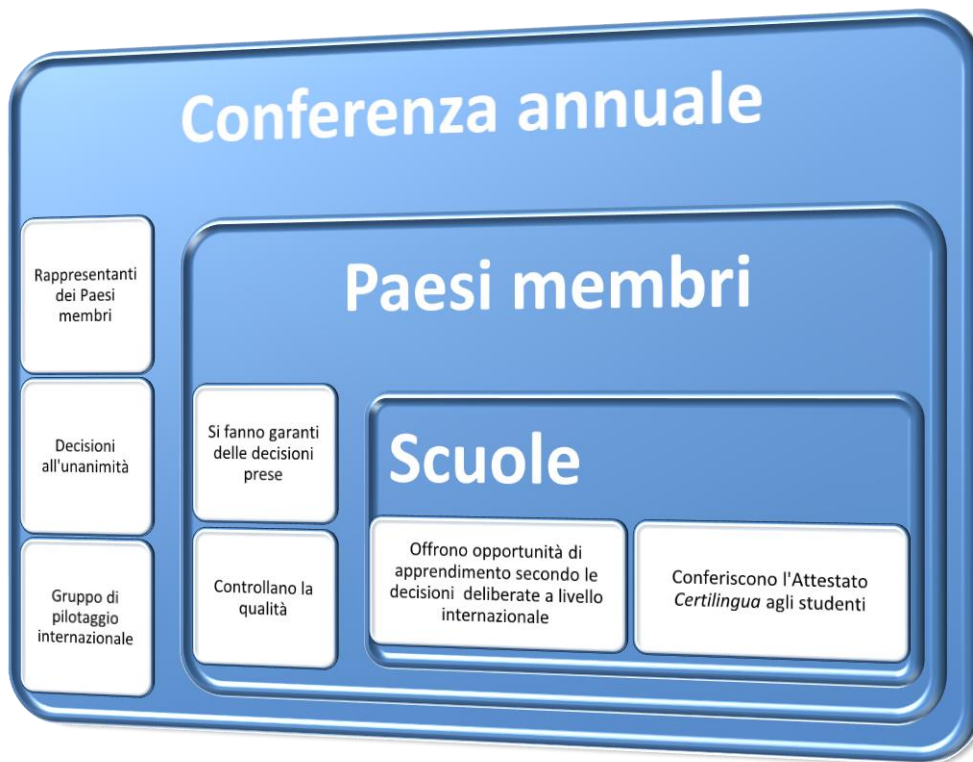 Conferenza annuale
Rappresentanti
dei Paesi
membri
Decisioni
all'unanimità
Gruppo di
pilotaggio
internazionale
Paesi membri
Si fanno garanti
delle decisioni
prese
Controllano la
qualità
Scuole
Offrono opportunità di
apprendimento secondo le
decisioni deliberate a livello
internazionale
Conferiscono l'Attestato
Certilingua agli studenti